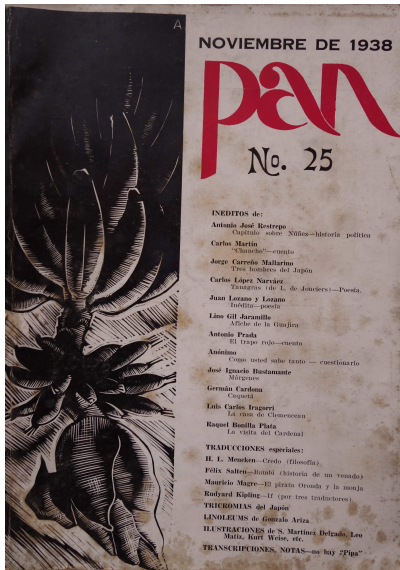 A
NOVIEMBRE DE 1938
pan
No. 25
INEDITOS de:
Antonio José Restrepo
Capítulo sobre Núñez—historia política
Carlos Martín
"Chancho"—cuento
Jorge Carreño Mallarino
Tres hombres del Japón
Carlos López Narváez
(de L. de Jonciers)—Poesía.
Juan Lozano y Lozano
Inédita—poesía
Lino Gil Jaramillo
Afiche de la Guajira
Antonio Prada
El trapo rojo—cuento
Anónimo
Como usted sabe tanto — cuestionario
José Ignacio Bustamante
Márgenes
Germán Cardona
Caquetá
Luis Carlos Iragorri
La casa de Clemenceau
Raquel Bonilla Plata
La visita del Cardenal
TRADUCCIONES especiales:
H. L. Mencken—Credo (filosofía).
Félix Salten—Bambi (historia de un venado)
Mauricio Magre—El pirata Oronda y la monja
Rudyard Kipling—If (por tres traductores)
TRICROMIAS del Japón
LINOLEUMS de Gonzalo Ariza
ILUSTRACIONES de S. Martínez Delgado, Leo
Matiz, Kurt Weise, etc.
TRANSCRIPCIONES, NOTAS—no hay "Pipa"